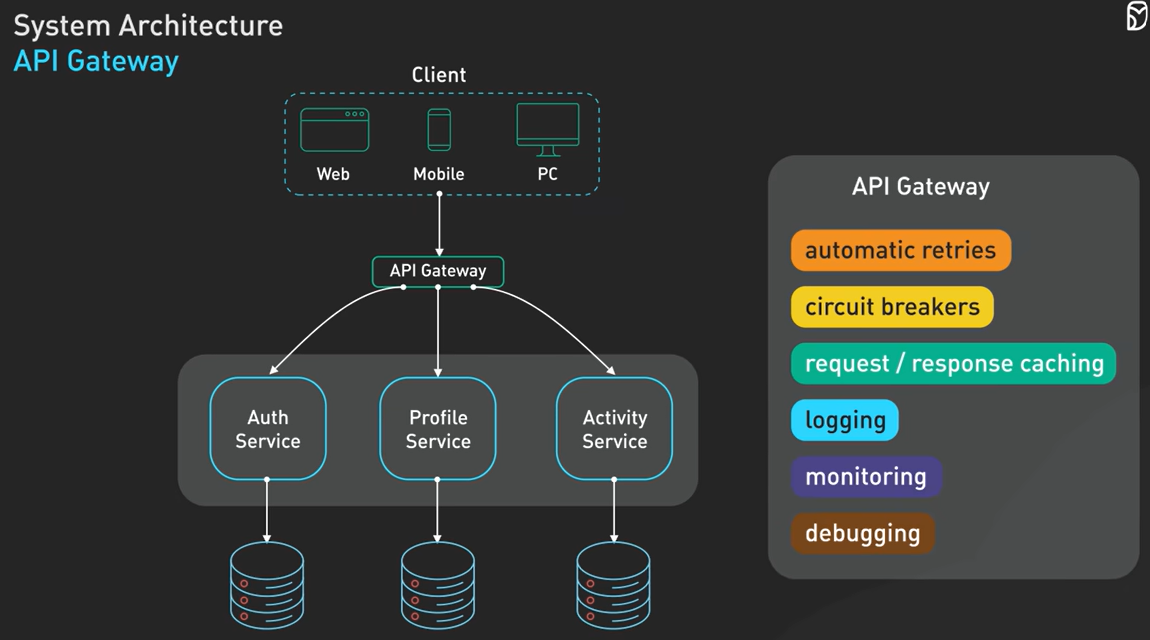 System Architecture
API Gateway
Client
Web
Mobile
PC
API Gateway
Auth
Service
Profile
Service
Activity
Service
API Gateway
automatic retries
circuit breakers
request / response caching
logging
monitoring
debugging